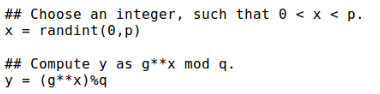 ## Choose an integer, such that 0 < x < p.
x = randint(0,p)
## Compute y as g**x mod q.
y = (g**x)%q